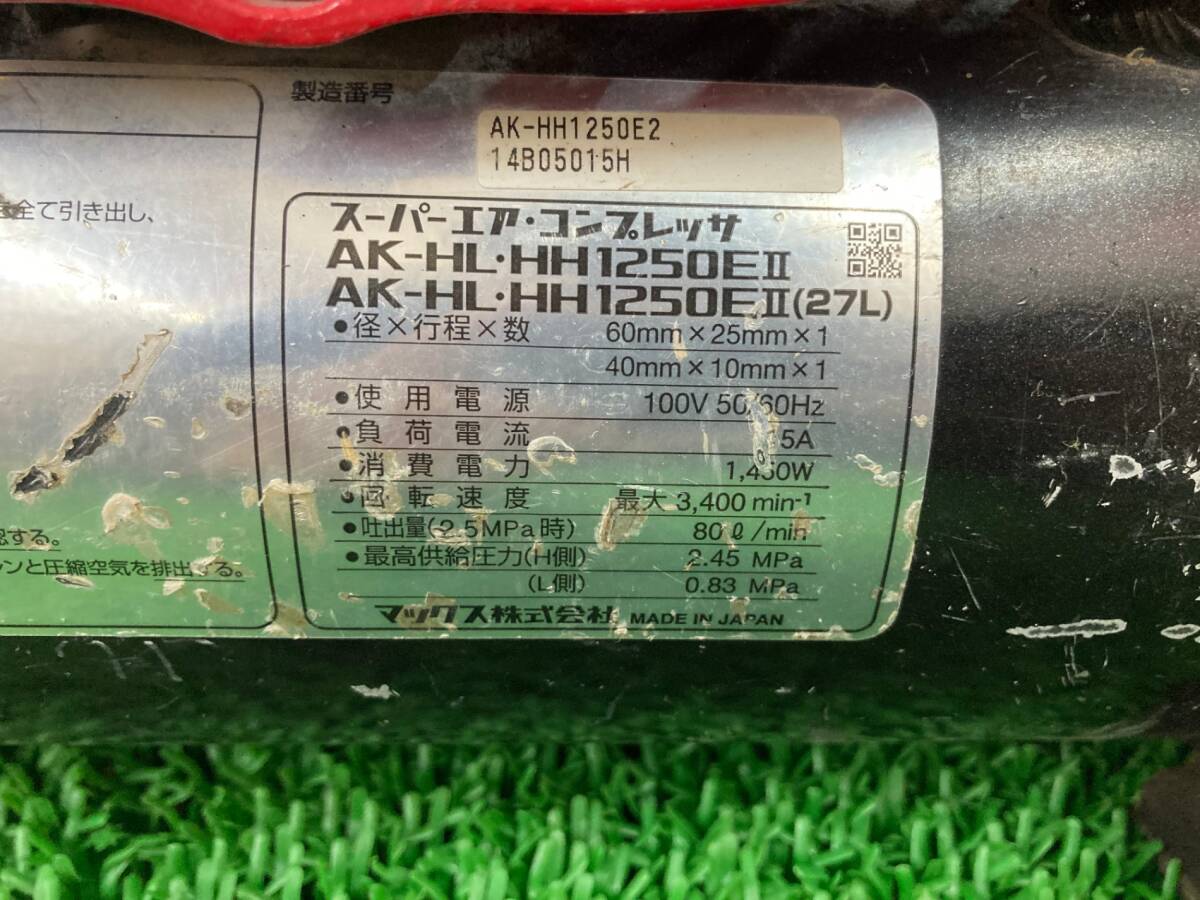 製造番号
AK-HH1250E2
14B05015H
全て引き出し、
スーパーエア・コンプレッサ
AK-HL・HH1250EⅡ
AK-HL・HH1250EⅡ(27L)
●径×行程×数 60mm×25mm×1
40mm×10mm×1
●使用電源 100V 50/60Hz
●負荷電流 5A
●消費電力 1,450W
●回転速度 最大 3,400 min-1
●吐出量(2.5MPa時) 80ℓ/min
●最高供給圧力(H側) 2.45 MPa
(L側) 0.83 MPa
する。
ンと圧縮空気を排出する。
マックス株式会社 MADE IN JAPAN